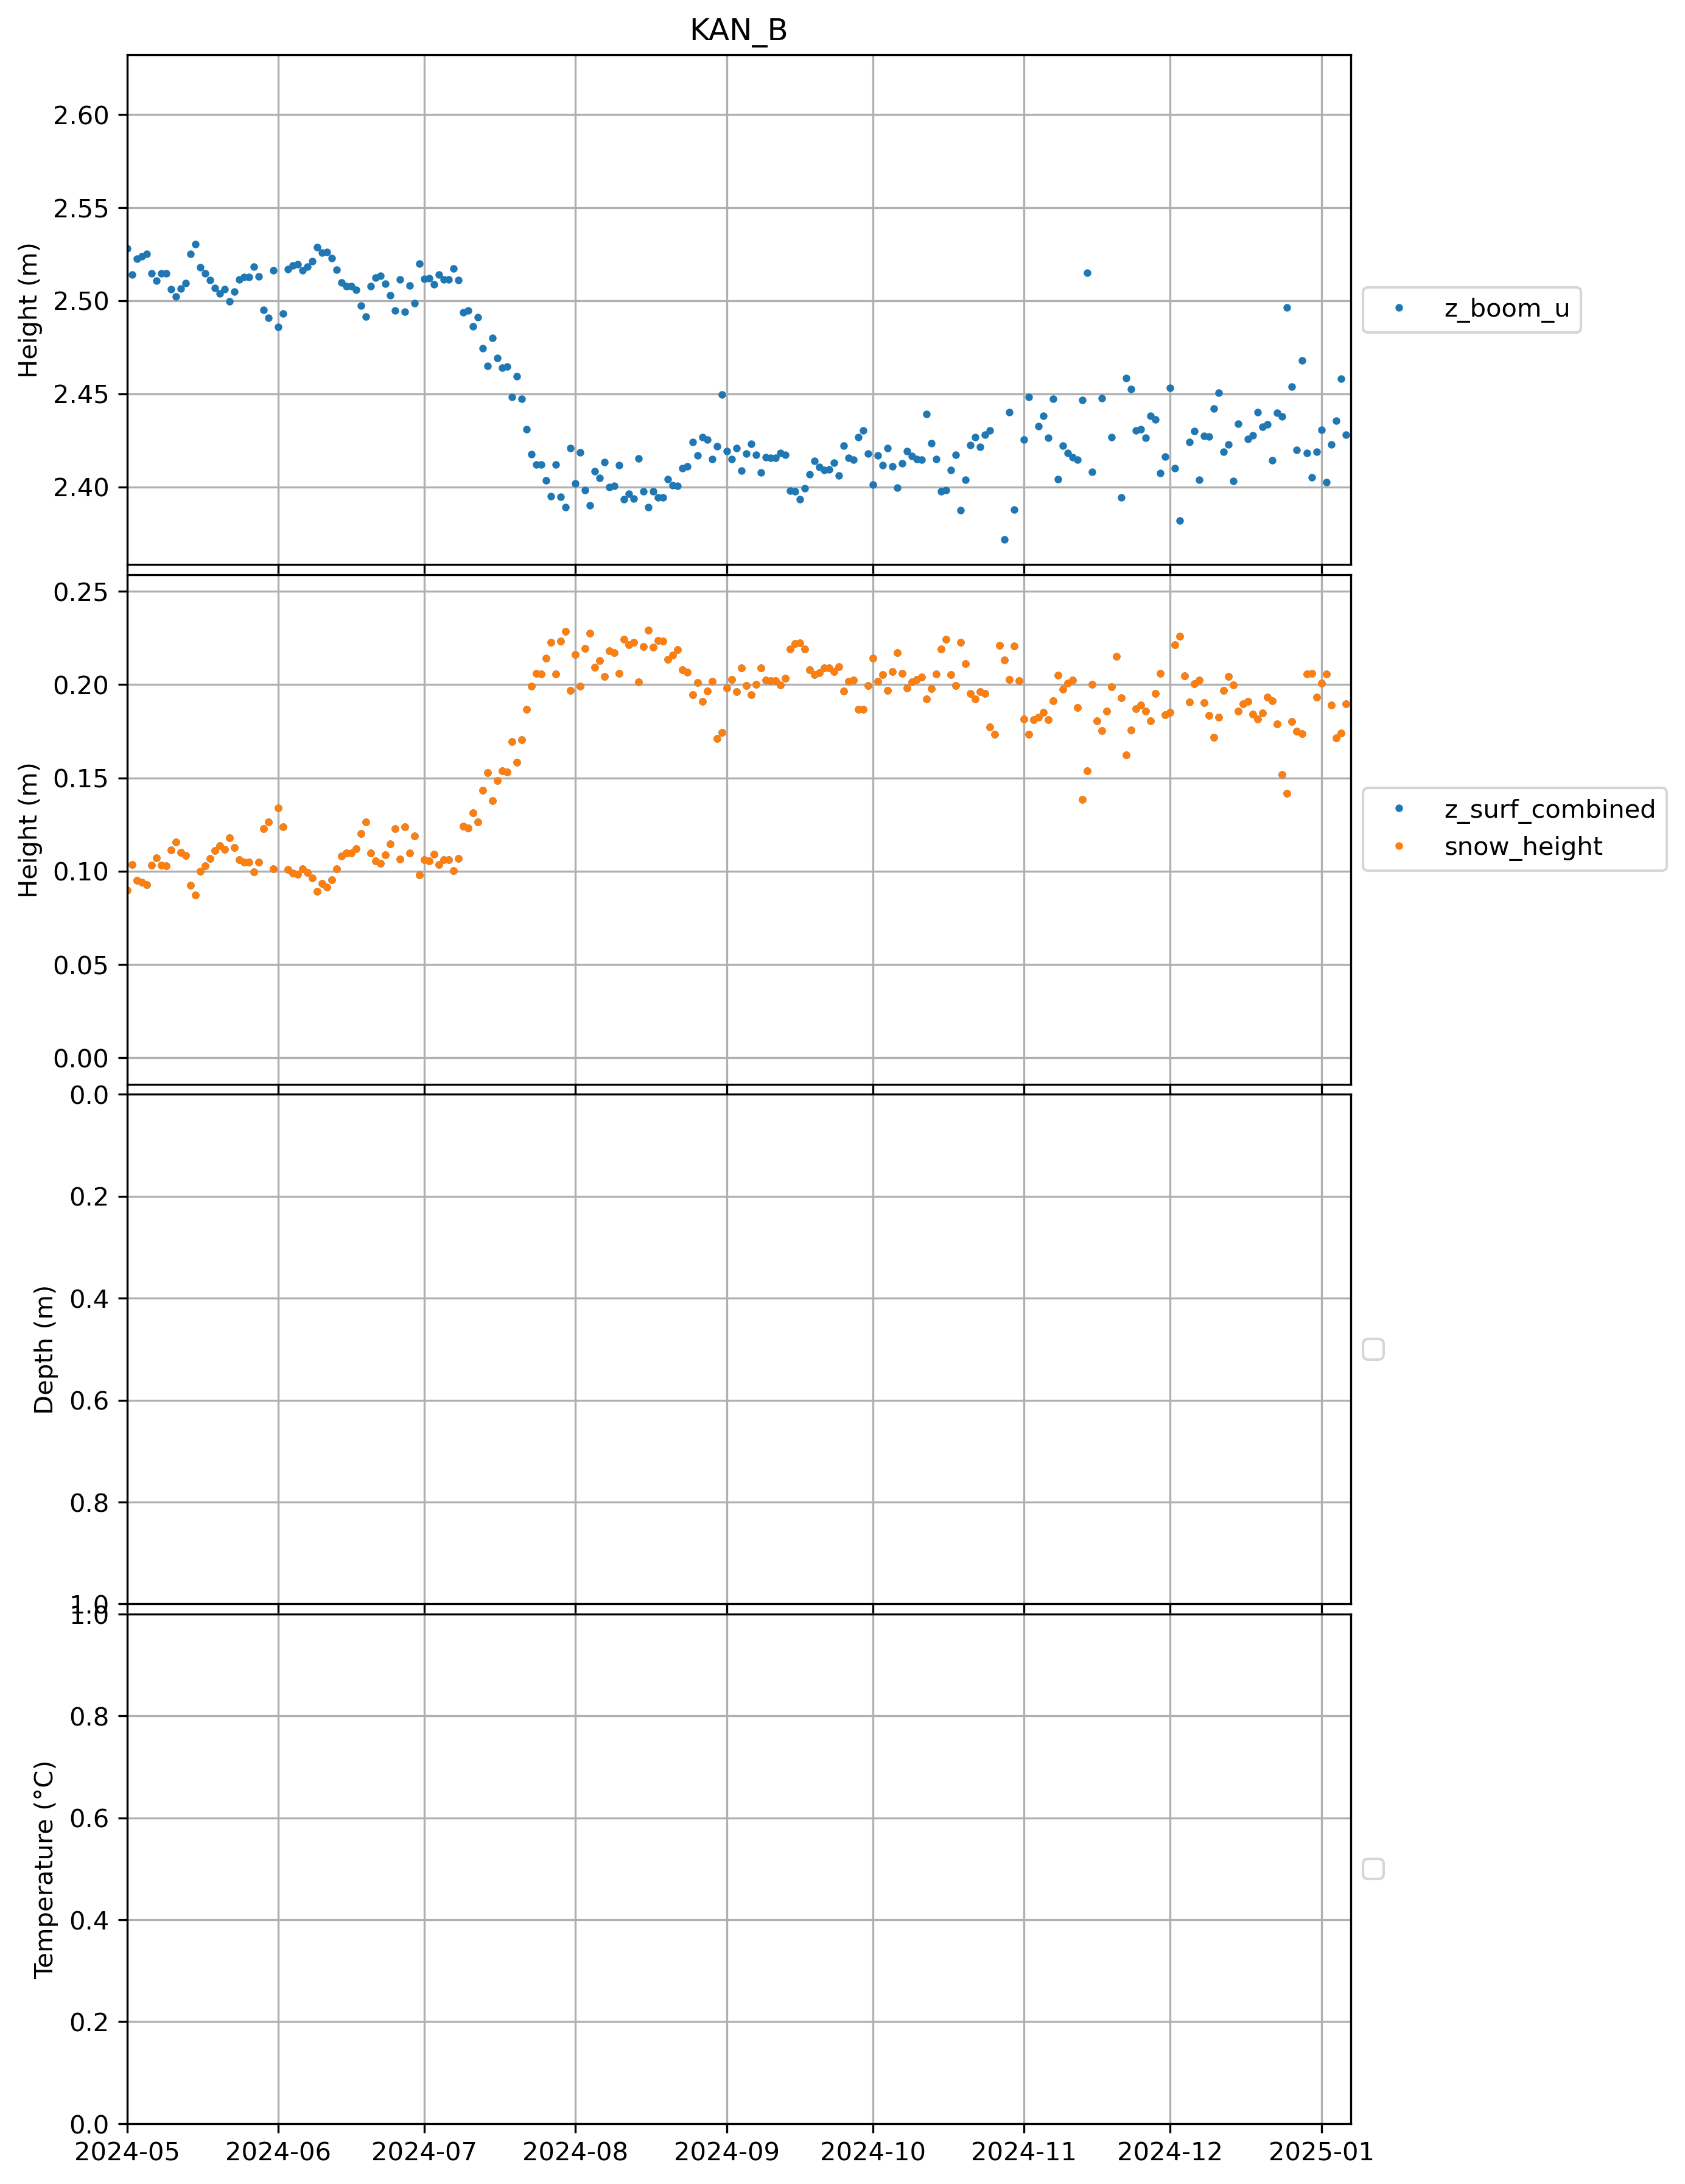 KAN_B
2.60
2.55
2.50
2.45
2.40
Height (m)
z_boom_u
0.25
0.20
0.15
0.10
0.05
0.00
Height (m)
z_surf_combined
snow_height
0.0
0.2
0.4
0.6
0.8
1.0
Depth (m)
1.0
0.8
0.6
0.4
0.2
0.0
Temperature (°C)
2024-05 2024-06 2024-07 2024-08 2024-09 2024-10 2024-11 2024-12 2025-01